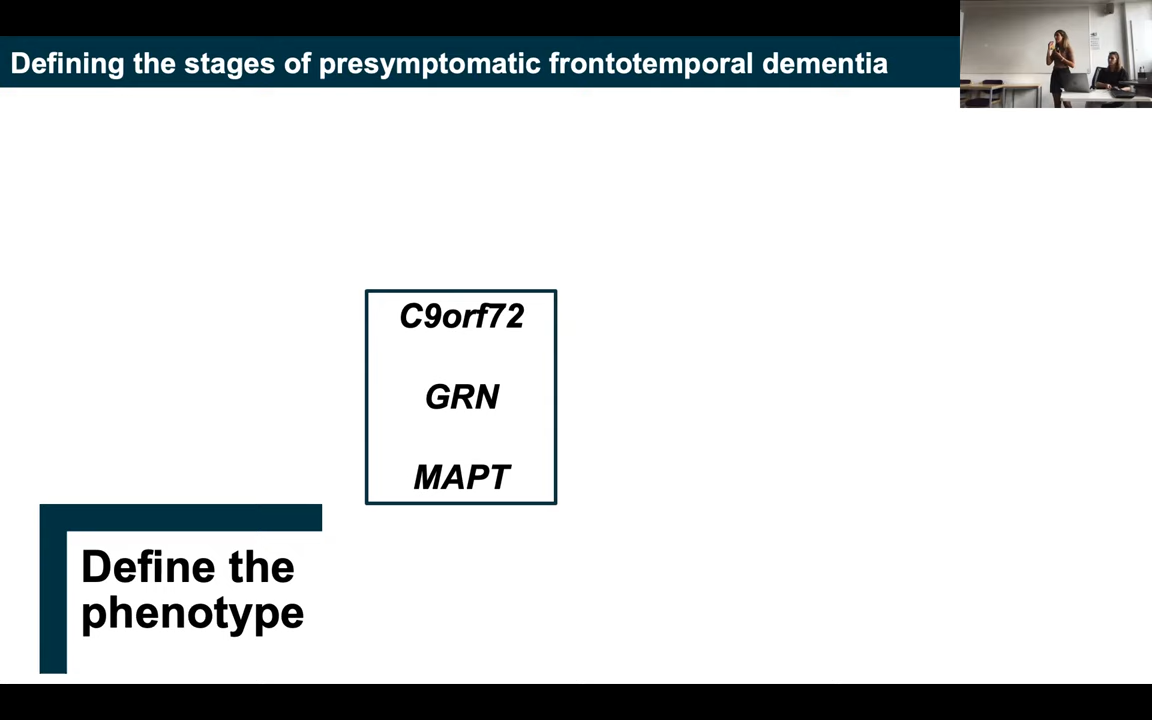 Defining the stages of presymptomatic frontotemporal dementia
C9orf72
GRN
MAPT
Define the
phenotype